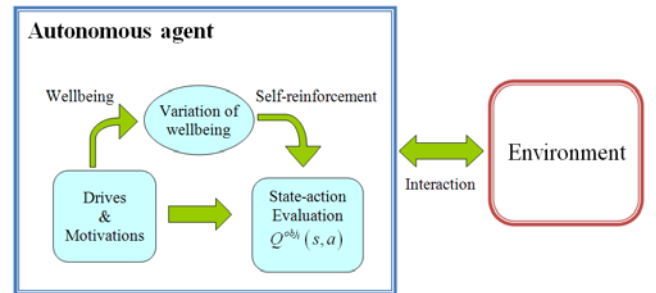 Autonomous agent
Wellbeing
Variation of
wellbeing
Self-reinforcement
Drives
&
Motivations
State-action
Evaluation
Q^{obj_i}(s,a)
Interaction
Environment